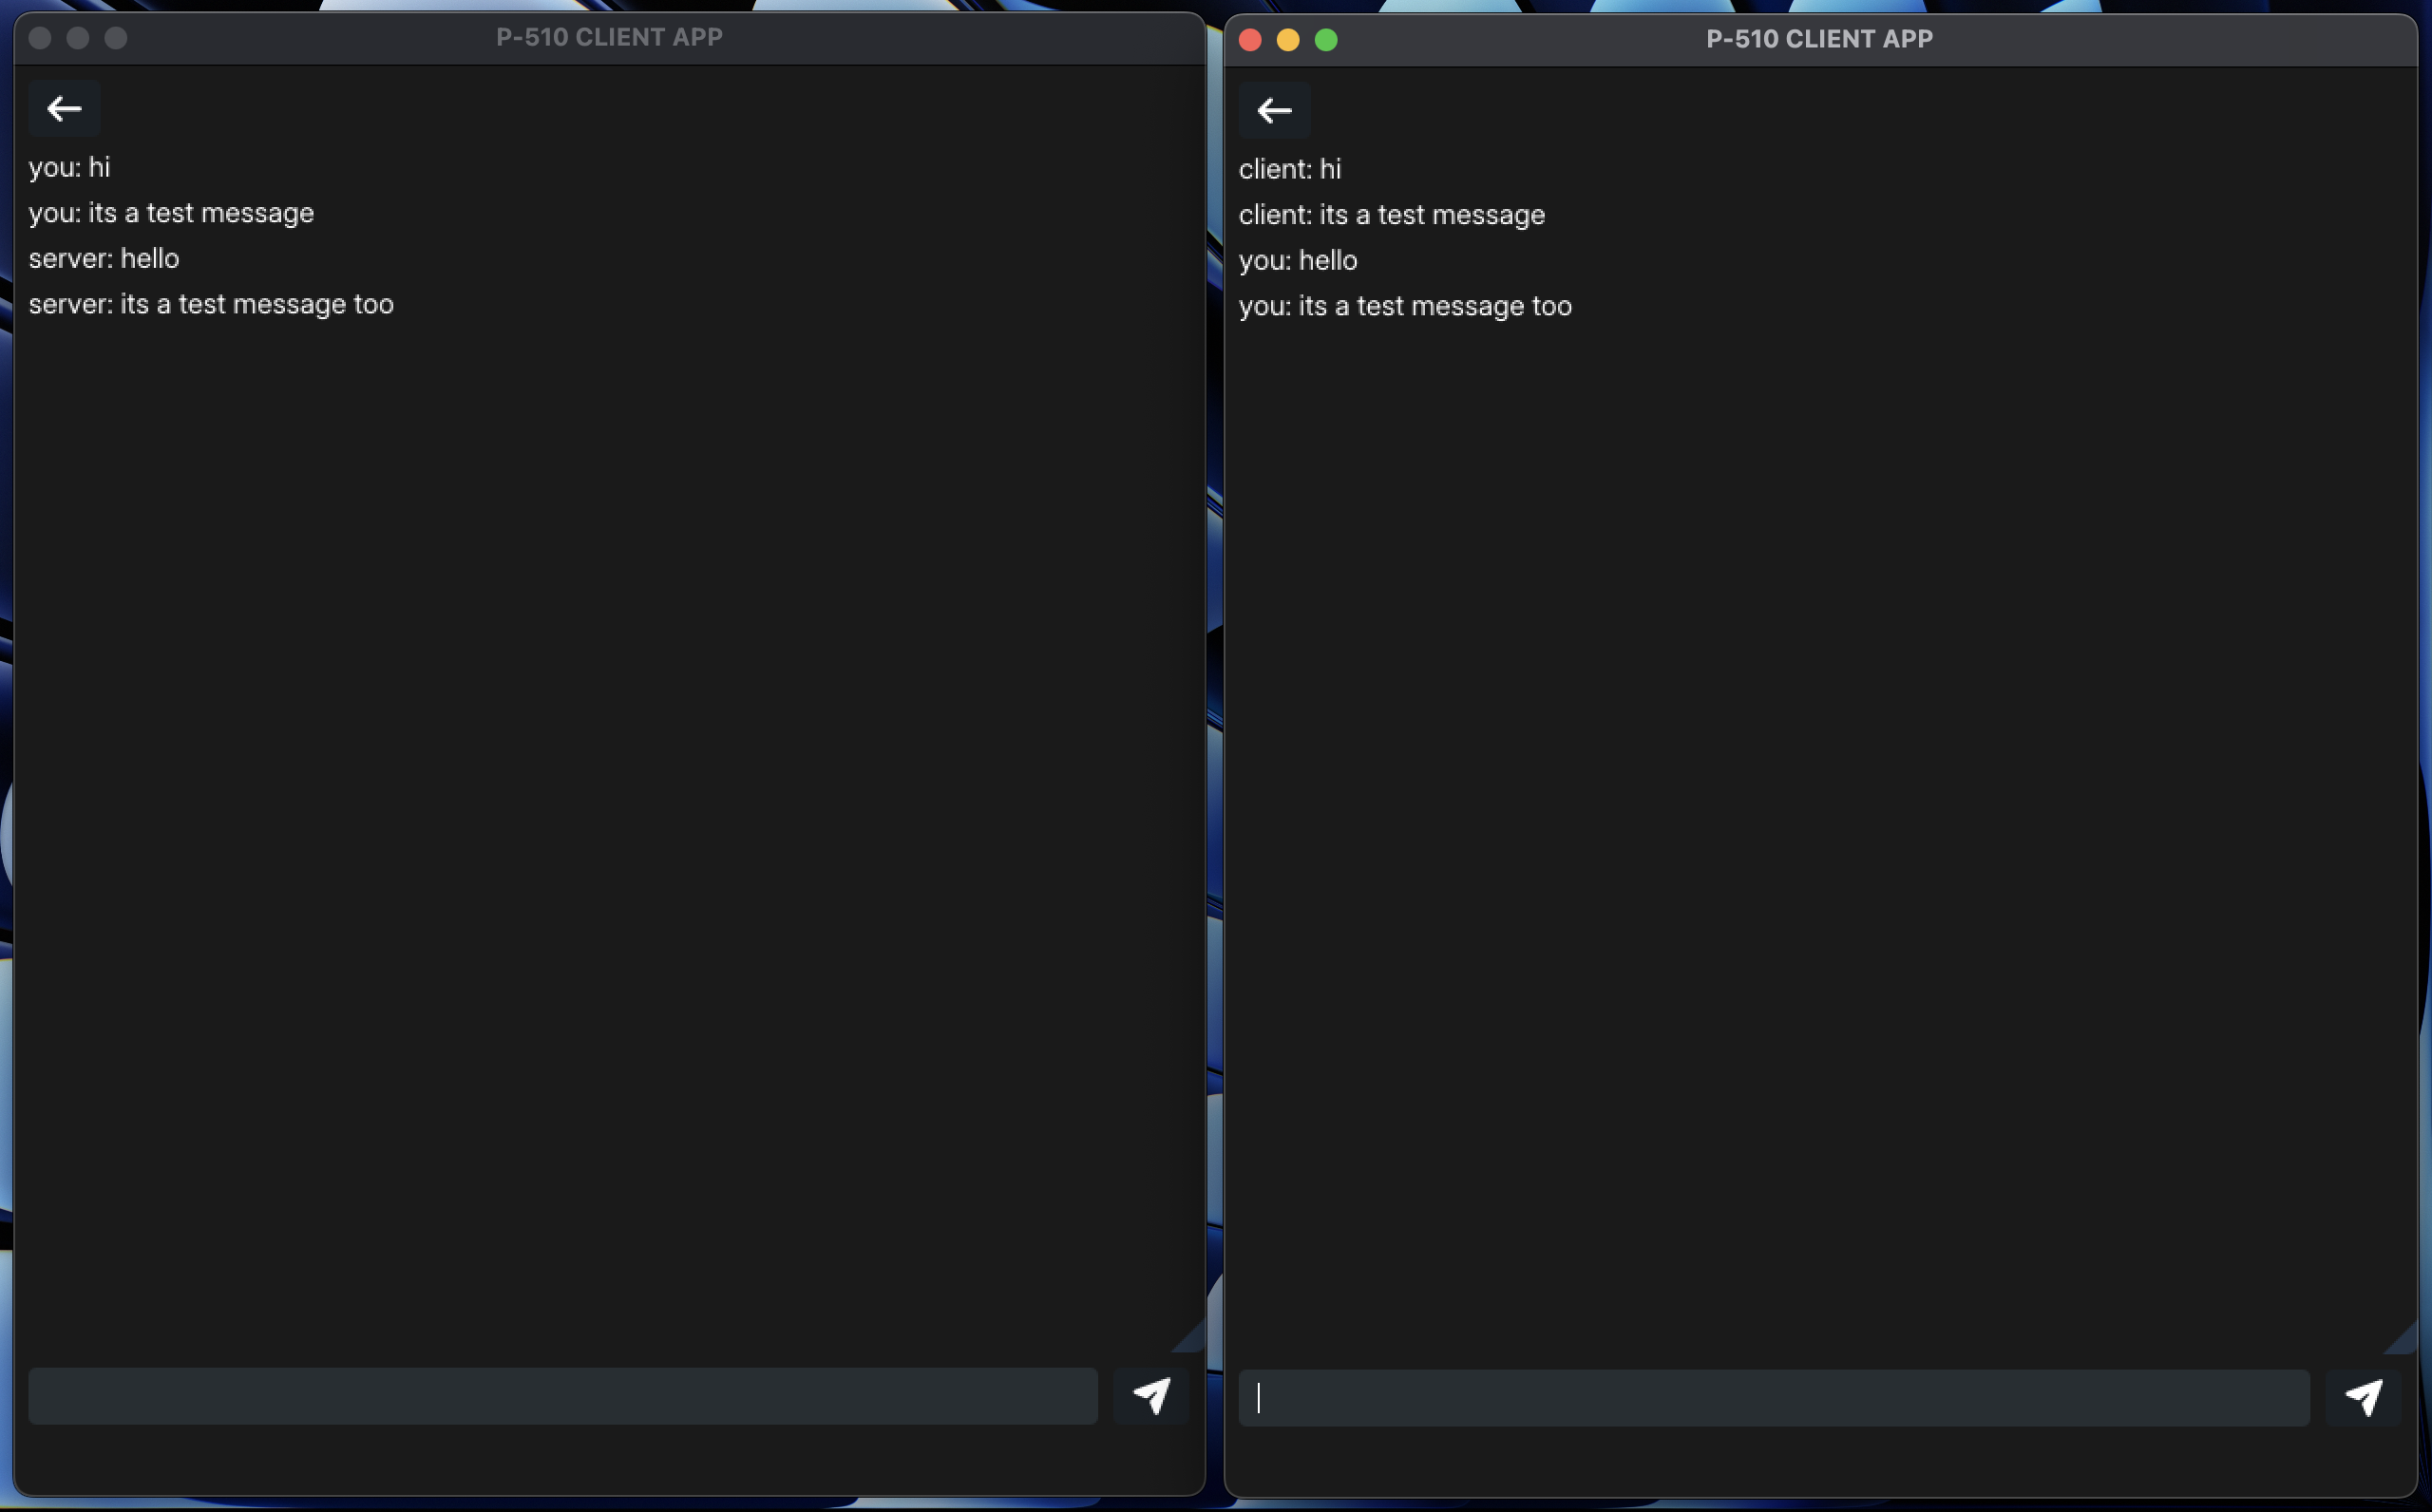 P-510 CLIENT APP
you: hi
you: its a test message
server: hello
server: its a test message too
P-510 CLIENT APP
client: hi
client: its a test message
you: hello
you: its a test message too